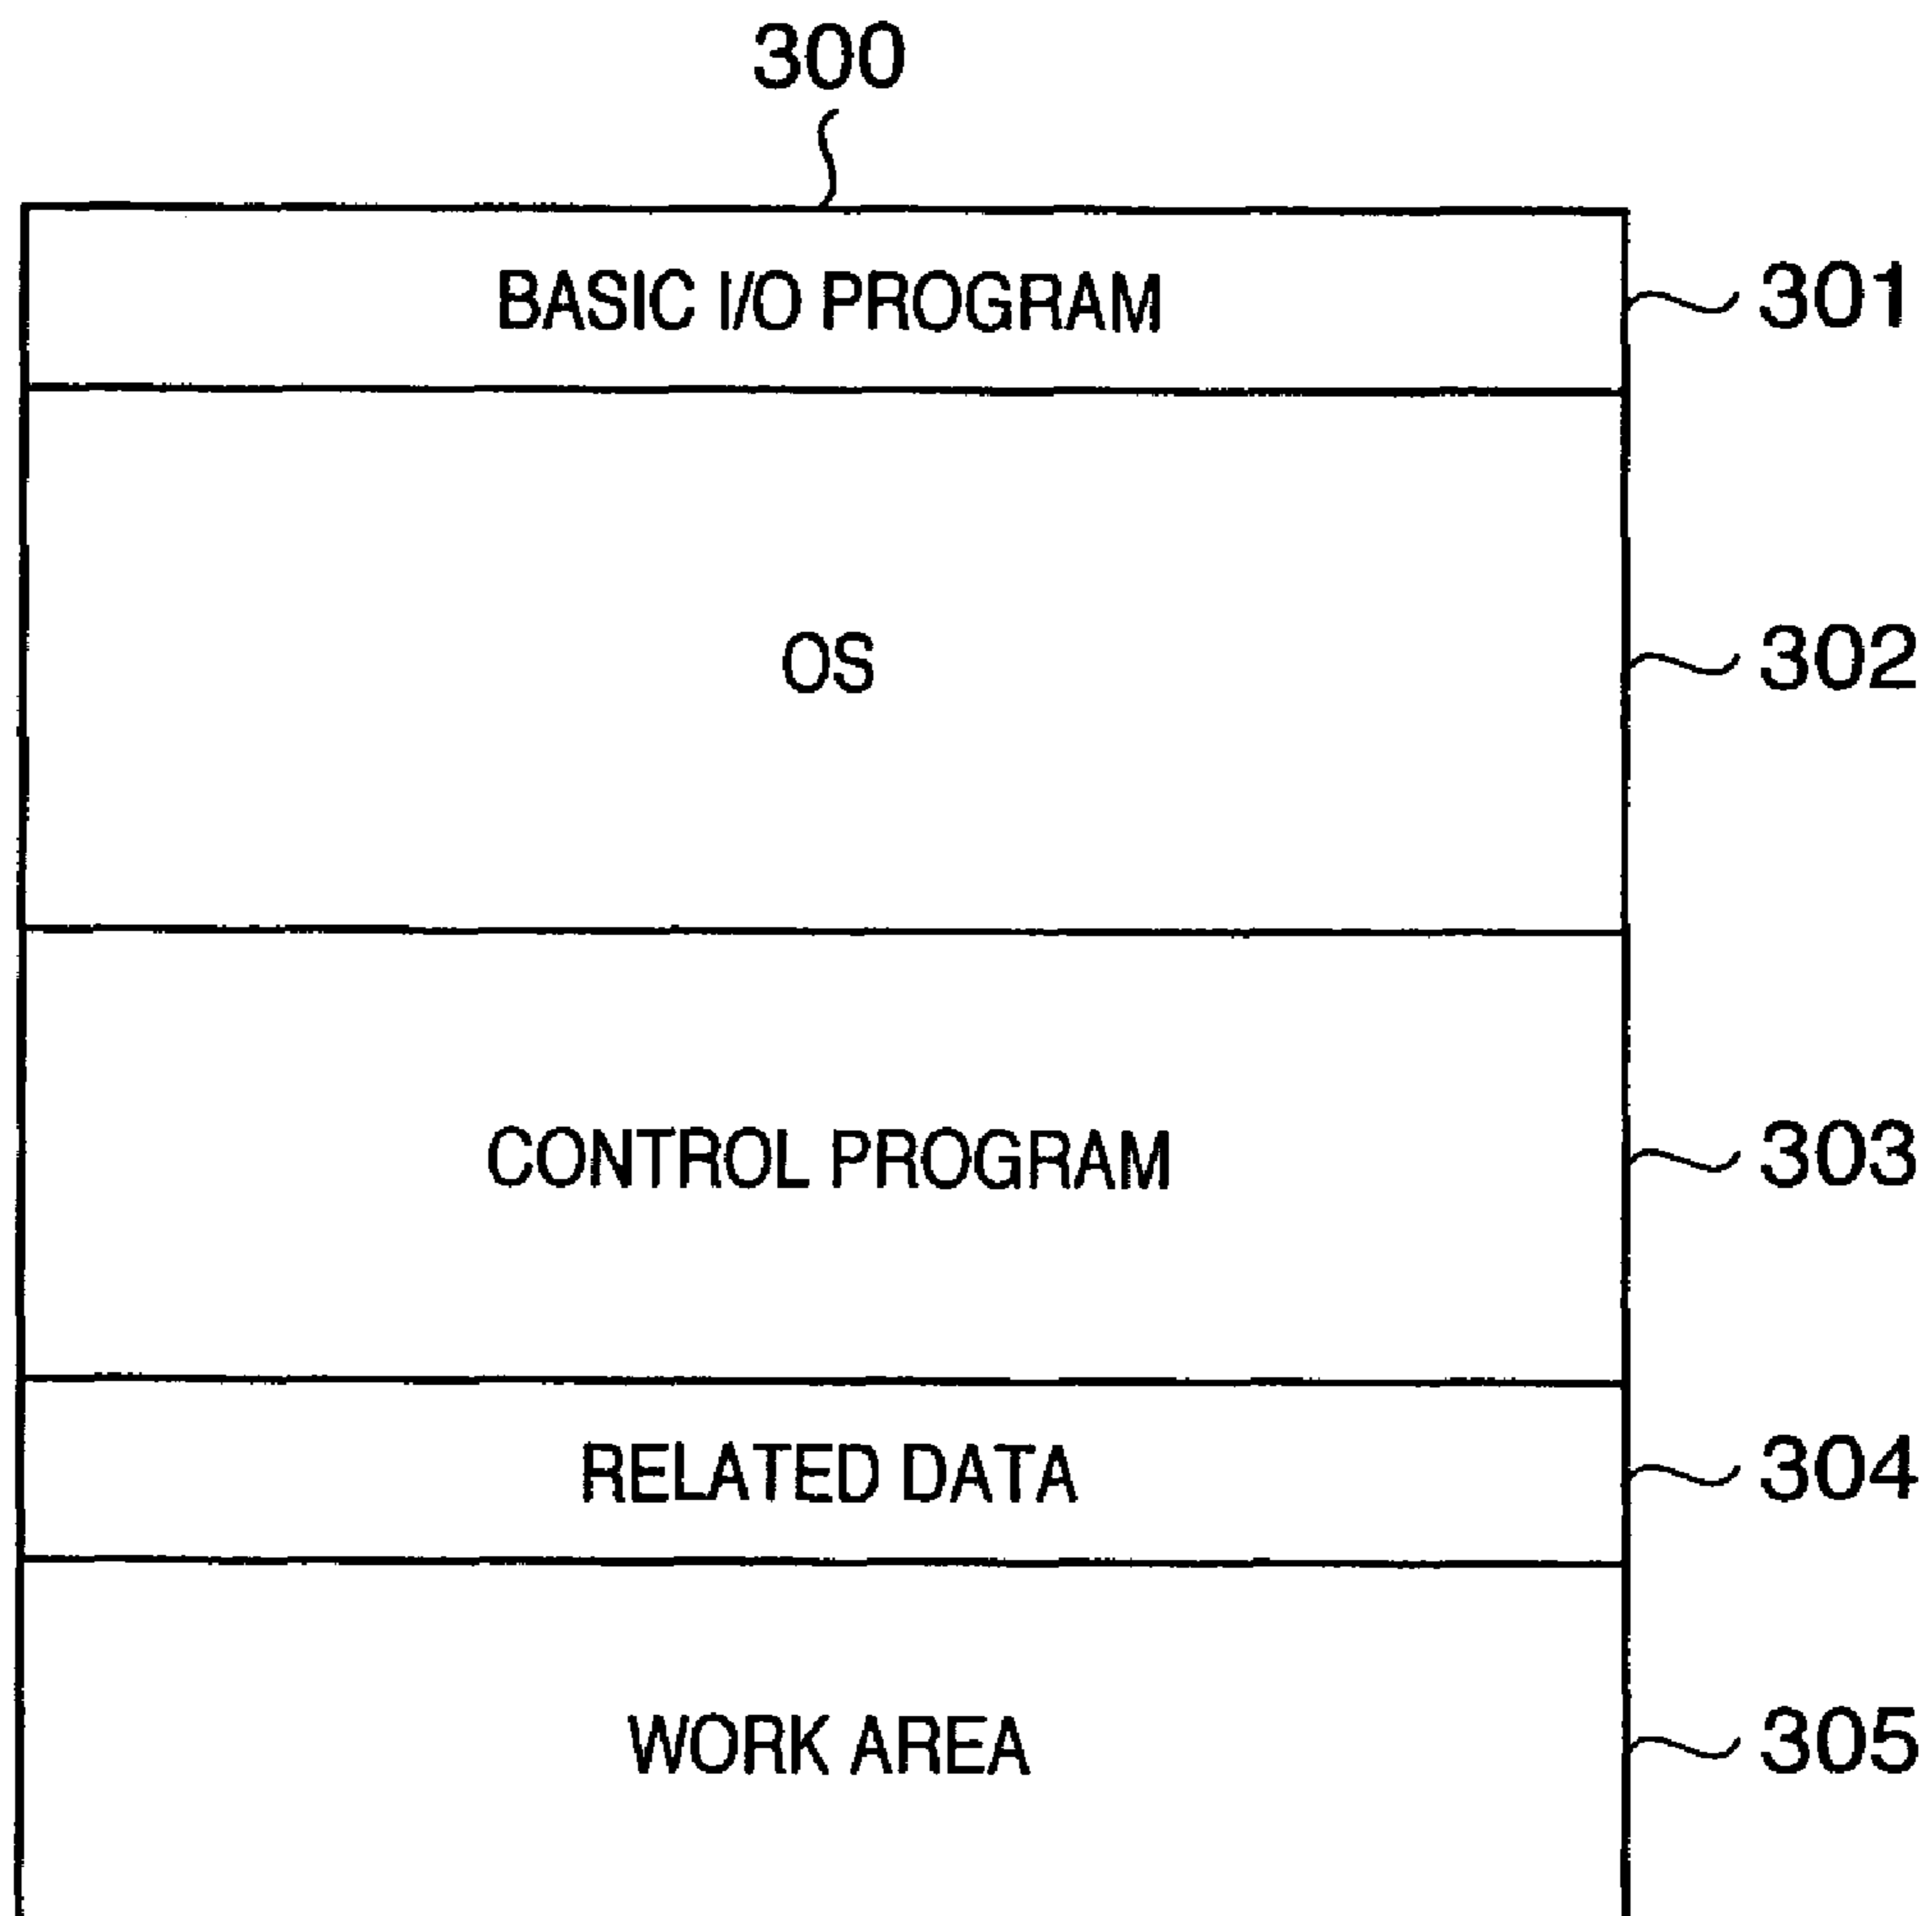 300
BASIC I/O PROGRAM 301
OS 302
CONTROL PROGRAM 303
RELATED DATA 304
WORK AREA 305